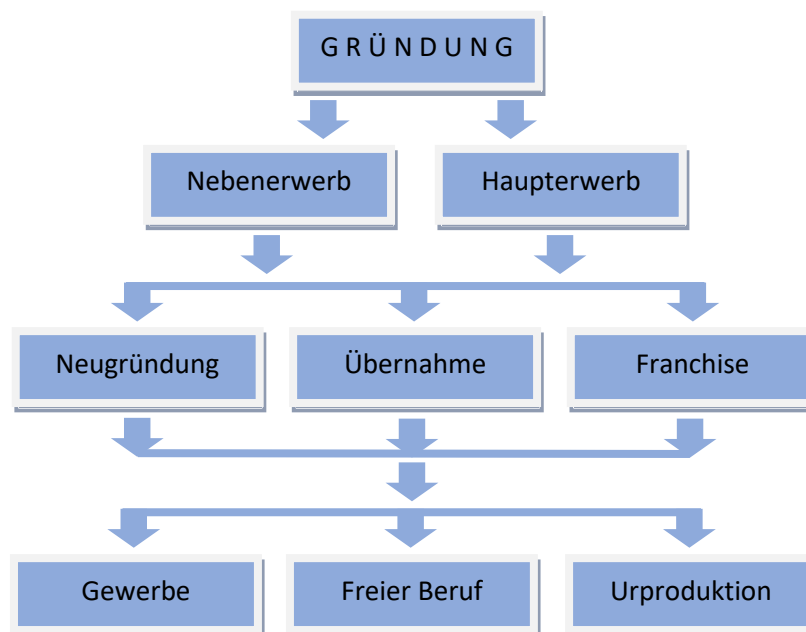 G R Ü N D U N G
Nebenerwerb
Haupterwerb
Neugründung
Übernahme
Franchise
Gewerbe
Freier Beruf
Urproduktion